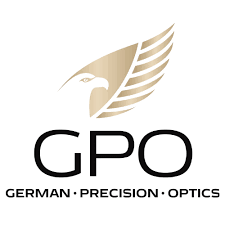 GPO
GERMAN · PRECISION · OPTICS